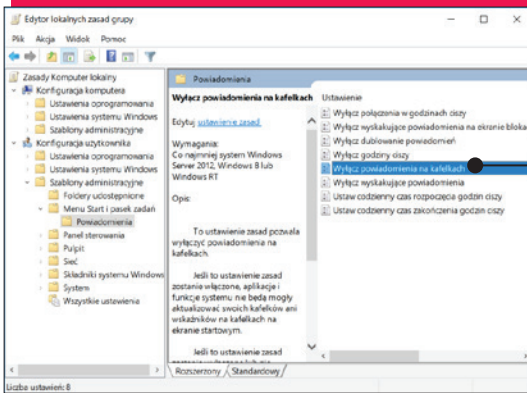 Edytor lokalnych zasad grupy
Plik Akcja Widok Pomoc
Zasady Komputer lokalny
Konfiguracja komputera
Ustawienia oprogramowania
Ustawienia systemu Windows
Szablony administracyjne
Konfiguracja użytkownika
Ustawienia oprogramowania
Ustawienia systemu Windows
Szablony administracyjne
Foldery udostępnione
Menu Start i pasek zadań
Powiadomienia
Panel sterowania
Pulpit
Sieć
Składniki systemu Windows
System
Wszystkie ustawienia
Powiadomienia
Wyłącz powiadomienia na kafelkach
Edytuj ustawienie zasad.
Wymagania:
Co najmniej system Windows
Server 2012, Windows 8 lub
Windows RT
Opis:
To ustawienie zasad pozwala
wyłączyć powiadomienia na
kafelkach.
Jeśli to ustawienie zasad
zostanie włączone, aplikacje i
funkcje systemu nie będą mogły
aktualizować swoich kafelków ani
wskaźników na kafelkach na
ekranie startowym.
Jeśli to ustawienie zasad
Ustawienie
Wyłącz połączenia w godzinach ciszy
Wyłącz wyskakujące powiadomienia na ekranie bloka
Wyłącz dublowanie powiadomień
Wyłącz godziny ciszy
Wyłącz powiadomienia na kafelkach
Wyłącz wyskakujące powiadomienia
Ustaw codzienny czas rozpoczęcia godzin ciszy
Ustaw codzienny czas zakończenia godzin ciszy
Rozszerzony Standardowy
Liczba ustawień: 8